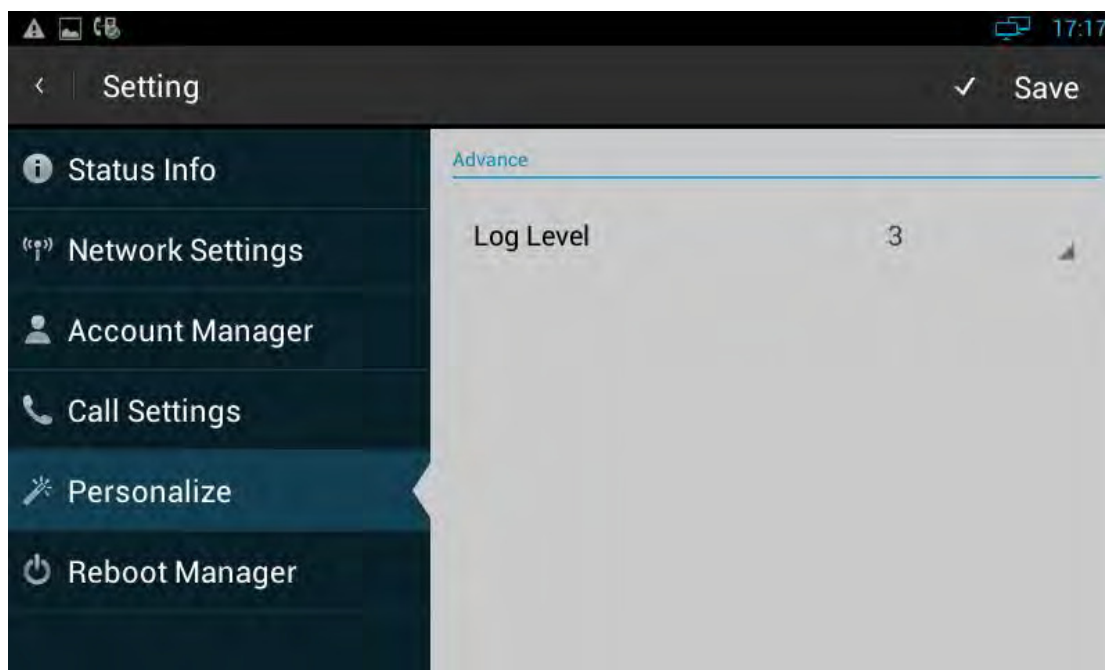 17:17
Setting
Save
Status Info
Network Settings
Account Manager
Call Settings
Personalize
Reboot Manager
Advance
Log Level 3